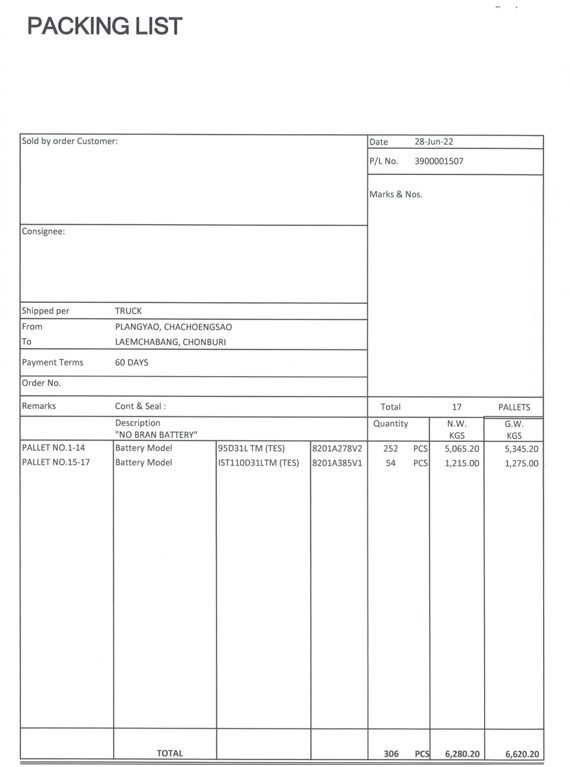 PACKING LIST
Sold by order Customer:
Date 28-Jun-22
P/L No. 3900001507
Marks & Nos.
Consignee:
Shipped per TRUCK
From PLANGYAO, CHACHOENGSAO
To LAEMCHABANG, CHONBURI
Payment Terms 60 DAYS
Order No.
Remarks Cont & Seal : Total 17 PALLETS
Description Quantity N.W. G.W.
"NO BRAN BATTERY" KGS KGS
PALLET NO.1-14 Battery Model 95D31L TM (TES) 8201A278V2 252 PCS 5,065.20 5,345.20
PALLET NO.15-17 Battery Model IST110D31LTM (TES) 8201A385V1 54 PCS 1,215.00 1,275.00
TOTAL 306 PCS 6,280.20 6,620.20